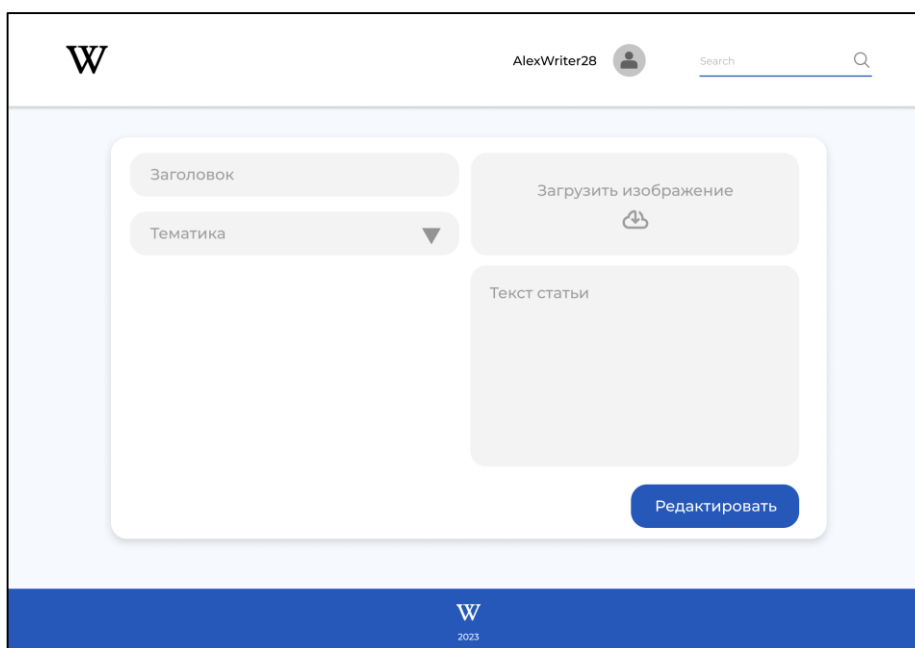 W
AlexWriter28
Search
Заголовок
Тематика
Загрузить изображение
Текст статьи
Редактировать
W
2023